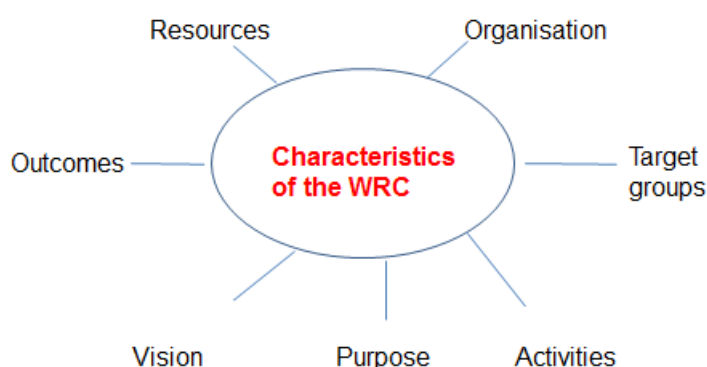 Resources
Organisation
Outcomes
Characteristics
of the WRC
Target
groups
Vision
Purpose
Activities